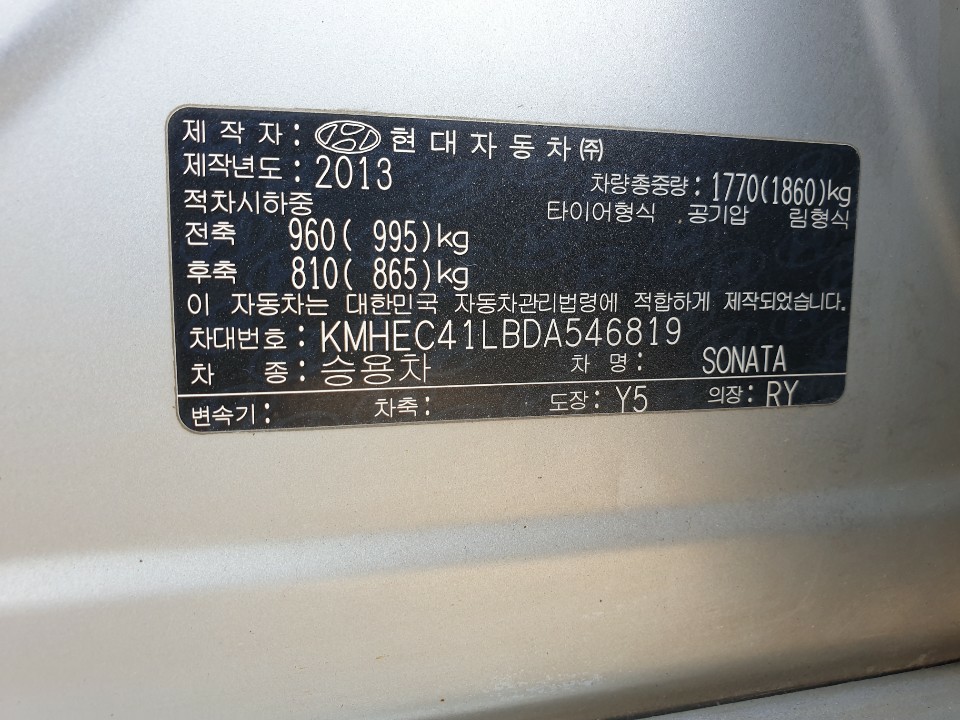 제 작 자 : 현대자동차㈜
제작년도 : 2013
차량총중량 : 1770(1860)kg
적차시하중
타이어형식 공기압 림형식
전축 960( 995)kg
후축 810( 865)kg
이 자동차는 대한민국 자동차관리법령에 적합하게 제작되었습니다.
차대번호 : KMHEC41LBDA546819
차 종 : 승용차 차 명 : SONATA
변속기 : 차축 : 도장 : Y5 의장 : RY